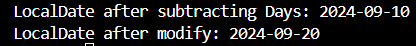 LocalDate after subtracting Days: 2024-09-10
LocalDate after modify: 2024-09-20